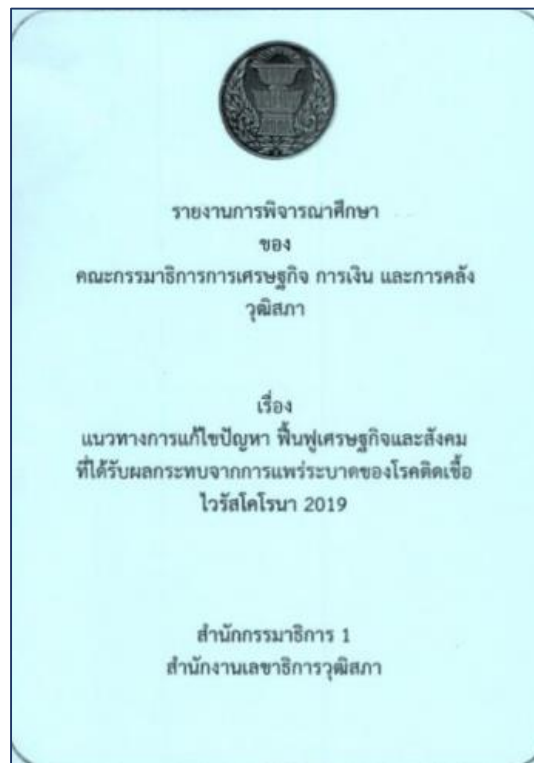 รายงานการพิจารณาศึกษา
ของ
คณะกรรมาธิการการเศรษฐกิจ การเงิน และการคลัง
วุฒิสภา
เรื่อง
แนวทางการแก้ไขปัญหา ฟื้นฟูเศรษฐกิจและสังคม
ที่ได้รับผลกระทบจากการแพร่ระบาดของโรคติดเชื้อ
ไวรัสโคโรนา 2019
สำนักกรรมาธิการ 1
สำนักงานเลขาธิการวุฒิสภา